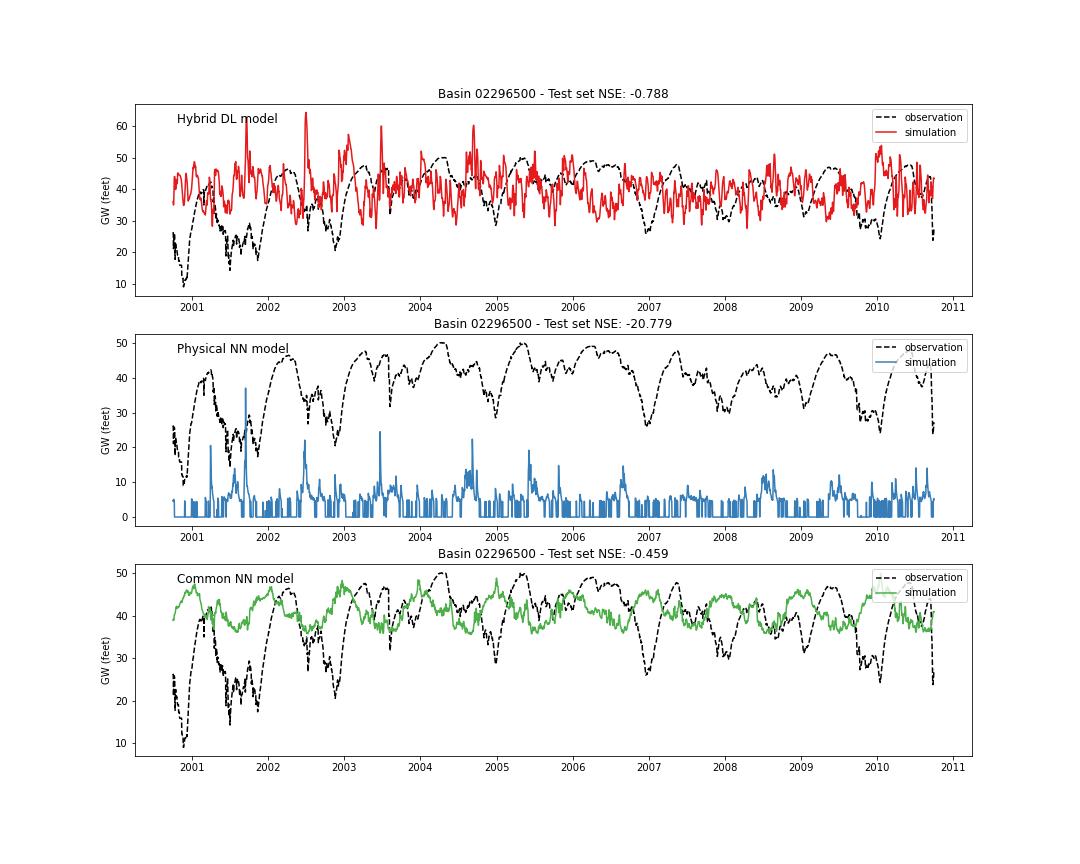 Basin 02296500 - Test set NSE: -0.788
Hybrid DL model
observation
simulation
GW (feet)
60
50
40
30
20
10
2001 2002 2003 2004 2005 2006 2007 2008 2009 2010 2011
Basin 02296500 - Test set NSE: -20.779
Physical NN model
observation
simulation
GW (feet)
50
40
30
20
10
0
2001 2002 2003 2004 2005 2006 2007 2008 2009 2010 2011
Basin 02296500 - Test set NSE: -0.459
Common NN model
observation
simulation
GW (feet)
50
40
30
20
10
2001 2002 2003 2004 2005 2006 2007 2008 2009 2010 2011